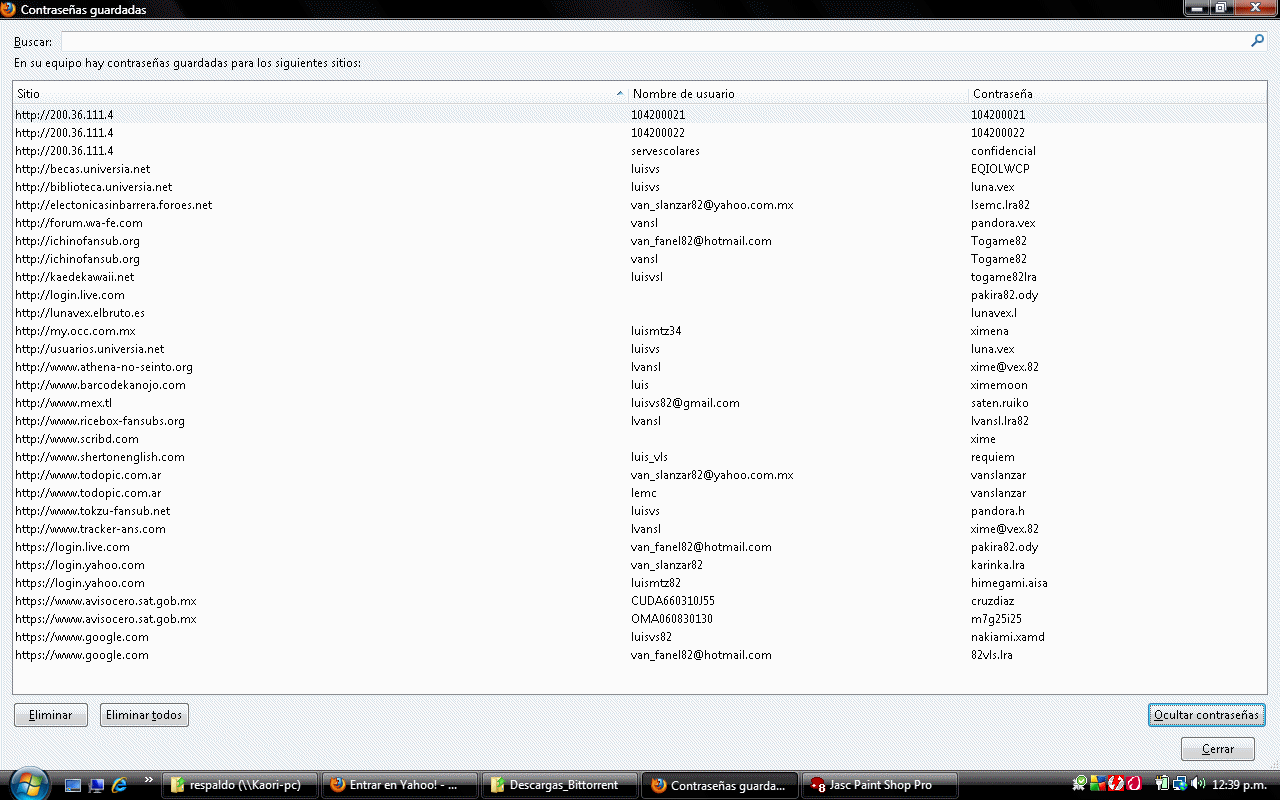 Contraseñas guardadas
Buscar:
En su equipo hay contraseñas guardadas para los siguientes sitios:
Sitio Nombre de usuario Contraseña
http://200.36.111.4 104200021 104200021
http://200.36.111.4 104200022 104200022
http://200.36.111.4 servescolares confidencial
http://becas.universia.net luisvs EQIOLWCP
http://biblioteca.universia.net luisvs luna.vex
http://electonicasinbarrera.foroes.net van_slanzar82@yahoo.com.mx lsemc.lra82
http://forum.wa-fe.com vansl pandora.vex
http://ichinofansub.org van_fanel82@hotmail.com Togame82
http://ichinofansub.org vansl Togame82
http://kaedekawaii.net luisvsl togame82lra
http://login.live.com pakira82.ody
http://lunavex.elbruto.es lunavex.l
http://my.occ.com.mx luismtz34 ximena
http://usuarios.universia.net luisvs luna.vex
http://www.athena-no-seinto.org lvansl xime@vex.82
http://www.barcodekanojo.com luis ximemoon
http://www.mex.tl luisvs82@gmail.com saten.ruiko
http://www.ricebox-fansubs.org lvansl lvansl.lra82
http://www.scribd.com xime
http://www.shertonenglish.com luis_vls requiem
http://www.todopic.com.ar van_slanzar82@yahoo.com.mx vanslanzar
http://www.todopic.com.ar lemc vanslanzar
http://www.tokzu-fansub.net luisvs pandora.h
http://www.tracker-ans.com lvansl xime@vex.82
https://login.live.com van_fanel82@hotmail.com pakira82.ody
https://login.yahoo.com van_slanzar82 karinka.lra
https://login.yahoo.com luismtz82 himegami.aisa
https://www.avisocero.sat.gob.mx CUDA660310J55 cruzdiaz
https://www.avisocero.sat.gob.mx OMA060830130 m7g25i25
https://www.google.com luisvs82 nakiami.xamd
https://www.google.com van_fanel82@hotmail.com 82vls.lra
Eliminar Eliminar todos Ocultar contraseñas
Cerrar
respaldo (\\Kaori-pc) Entrar en Yahoo! - ... Descargas_Bittorrent Contraseñas guarda... Jasc Paint Shop Pro 12:39 p.m.